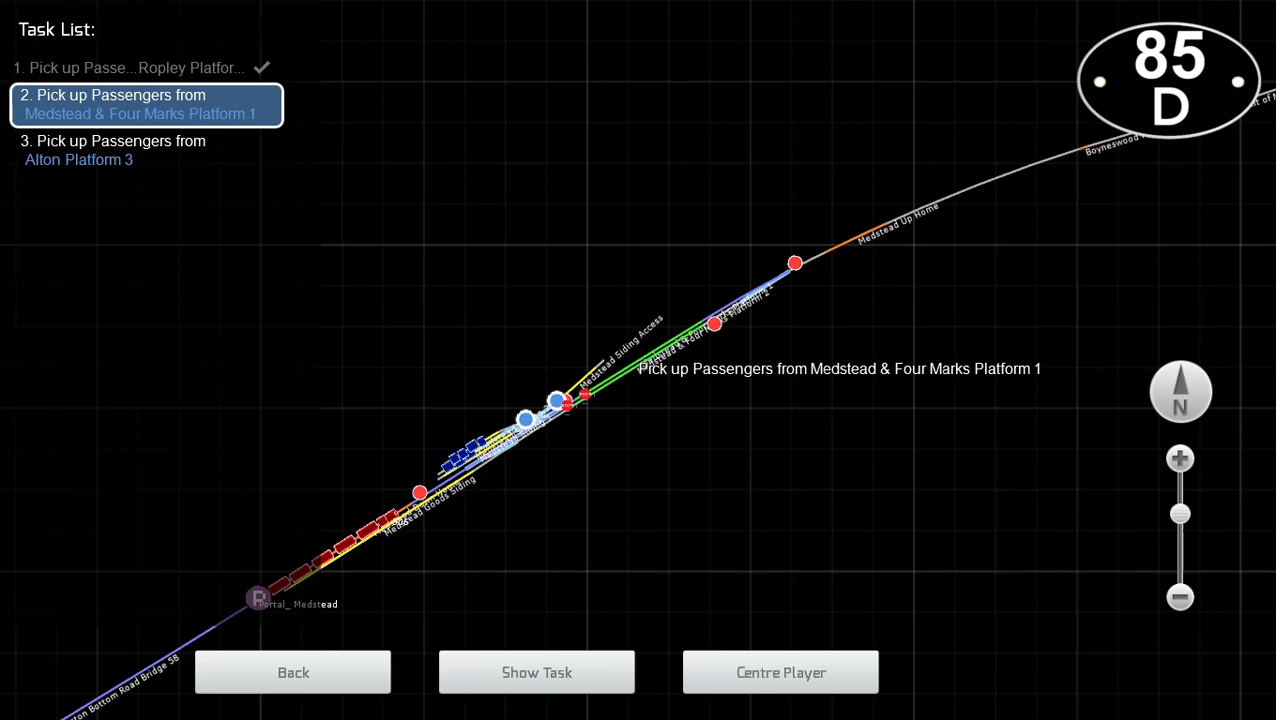 Task List:
1. Pick up Passe...Ropley Platfor...
2. Pick up Passengers from
Medstead & Four Marks Platform 1
3. Pick up Passengers from
Alton Platform 3
85
D
Medstead Up Home
Medstead Siding Access
Pick up Passengers from Medstead & Four Marks Platform 1
N
Medstead Goods Siding
R
Portal_ Medstead
Bottom Road Bridge 58
Back
Show Task
Centre Player